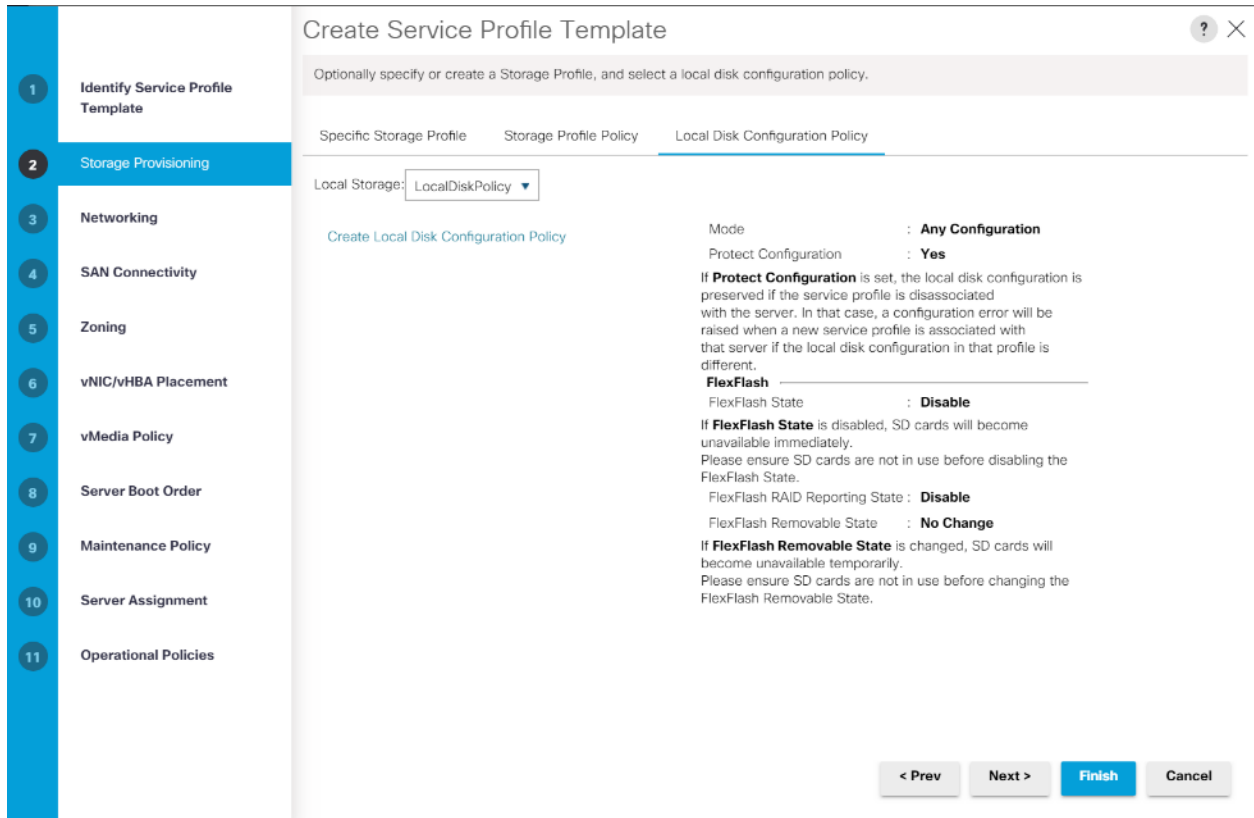 Create Service Profile Template
?
Optionally specify or create a Storage Profile, and select a local disk configuration policy.
1
Identify Service Profile
Template
2
Storage Provisioning
3
Networking
4
SAN Connectivity
5
Zoning
6
vNIC/vHBA Placement
7
vMedia Policy
8
Server Boot Order
9
Maintenance Policy
10
Server Assignment
11
Operational Policies
Specific Storage Profile
Storage Profile Policy
Local Disk Configuration Policy
Local Storage: LocalDiskPolicy
Create Local Disk Configuration Policy
Mode : Any Configuration
Protect Configuration : Yes
If Protect Configuration is set, the local disk configuration is
preserved if the service profile is disassociated
with the server. In that case, a configuration error will be
raised when a new service profile is associated with
that server if the local disk configuration in that profile is
different.
FlexFlash
FlexFlash State : Disable
If FlexFlash State is disabled, SD cards will become
unavailable immediately.
Please ensure SD cards are not in use before disabling the
FlexFlash State.
FlexFlash RAID Reporting State : Disable
FlexFlash Removable State : No Change
If FlexFlash Removable State is changed, SD cards will
become unavailable temporarily.
Please ensure SD cards are not in use before changing the
FlexFlash Removable State.
< Prev
Next >
Finish
Cancel